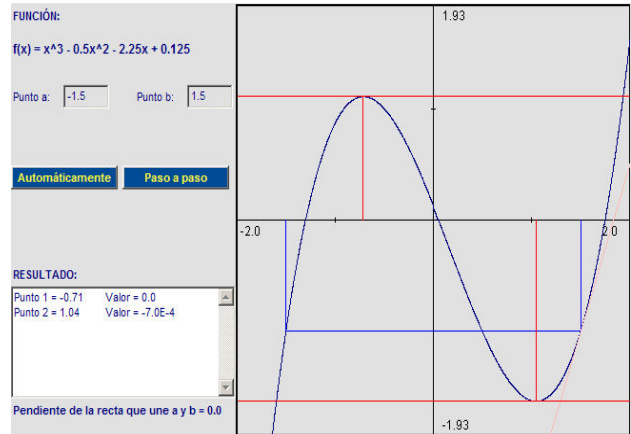 FUNCIÓN:
f(x) = x^3 - 0.5x^2 - 2.25x + 0.125
Punto a: -1.5 Punto b: 1.5
Automáticamente Paso a paso
RESULTADO:
Punto 1 = -0.71 Valor = 0.0
Punto 2 = 1.04 Valor = -7.0E-4
Pendiente de la recta que une a y b = 0.0
1.93
-2.0 2.0
-1.93